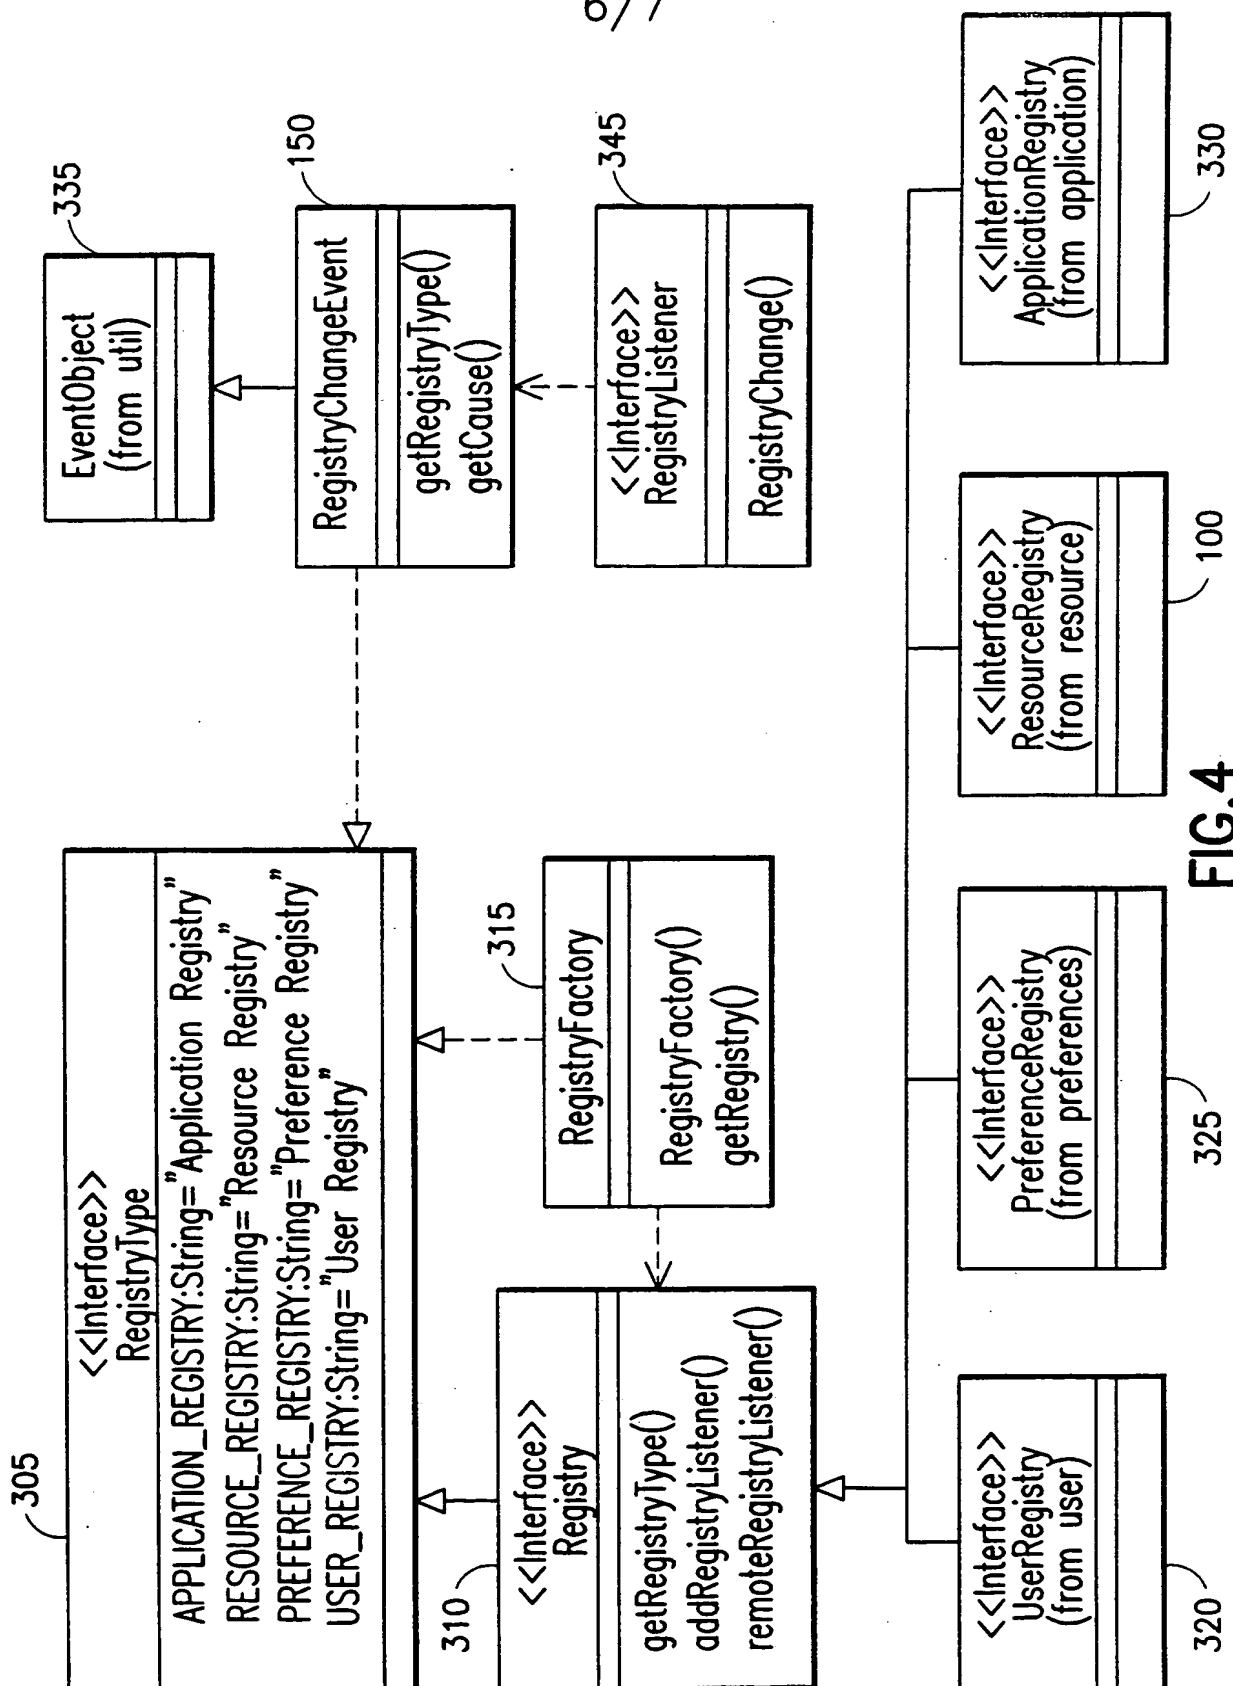 6/7
305
<<Interface>>
RegistryType
APPLICATION_REGISTRY:String="Application Registry"
RESOURCE_REGISTRY:String="Resource Registry"
PREFERENCE_REGISTRY:String="Preference Registry"
USER_REGISTRY:String="User Registry"
335
EventObject
(from util)
150
RegistryChangeEvent
getRegistryType()
getCause()
310
<<Interface>>
Registry
getRegistryType()
addRegistryListener()
remoteRegistryListener()
315
RegistryFactory
RegistryFactory()
getRegistry()
345
<<Interface>>
RegistryListener
RegistryChange()
<<Interface>>
UserRegistry
(from user)
320
<<Interface>>
PreferenceRegistry
(from preferences)
325
<<Interface>>
ResourceRegistry
(from resource)
100
<<Interface>>
ApplicationRegistry
(from application)
330
FIG.4